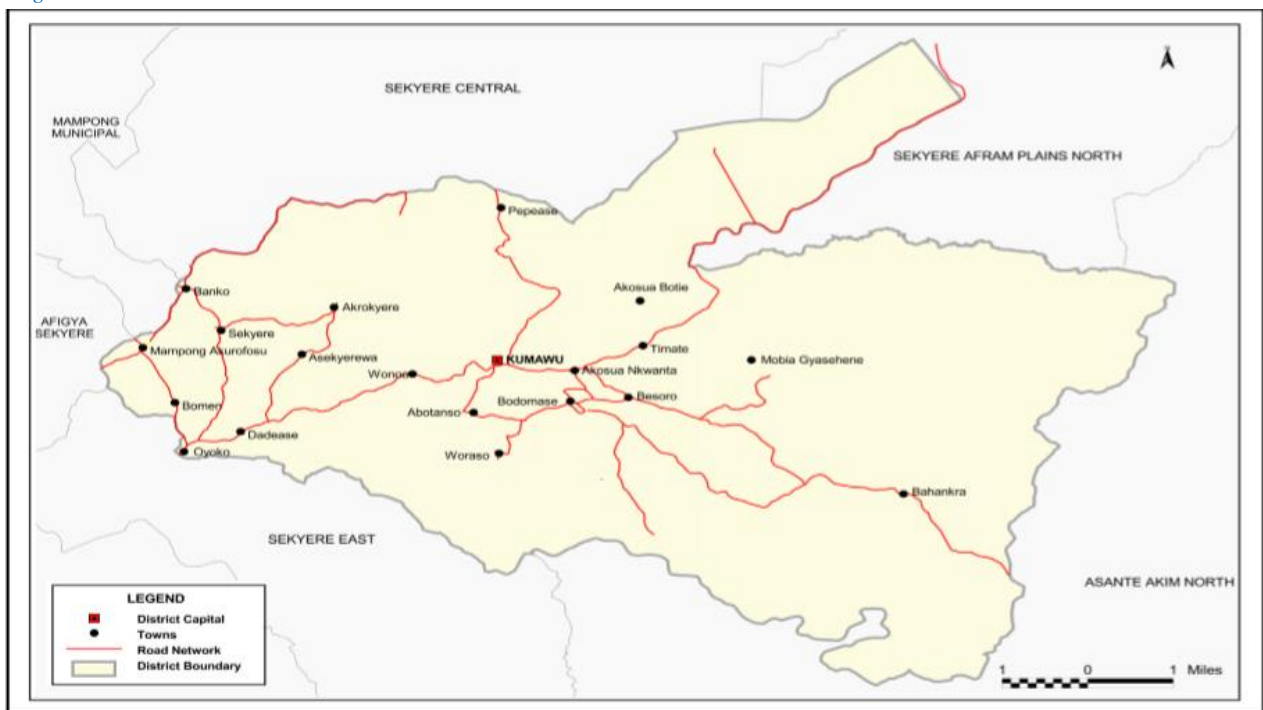 SEKYERE CENTRAL
MAMPONG
MUNICIPAL
SEKYERE AFRAM PLAINS NORTH
Pepease
Banko
Akosua Botie
Akrokyere
AFIGYA
SEKYERE
Sekyere
Mampong Akurofosu
Asekyerewa
Timate
KUMAWU
Mobia Gyasehene
Wonoo
Akosua Nkwanta
Bomen
Abotanso
Bodomase
Besoro
Dadease
Oyoko
Woraso
Bahankra
SEKYERE EAST
ASANTE AKIM NORTH
LEGEND
District Capital
Towns
Road Network
District Boundary
1 0 1 Miles